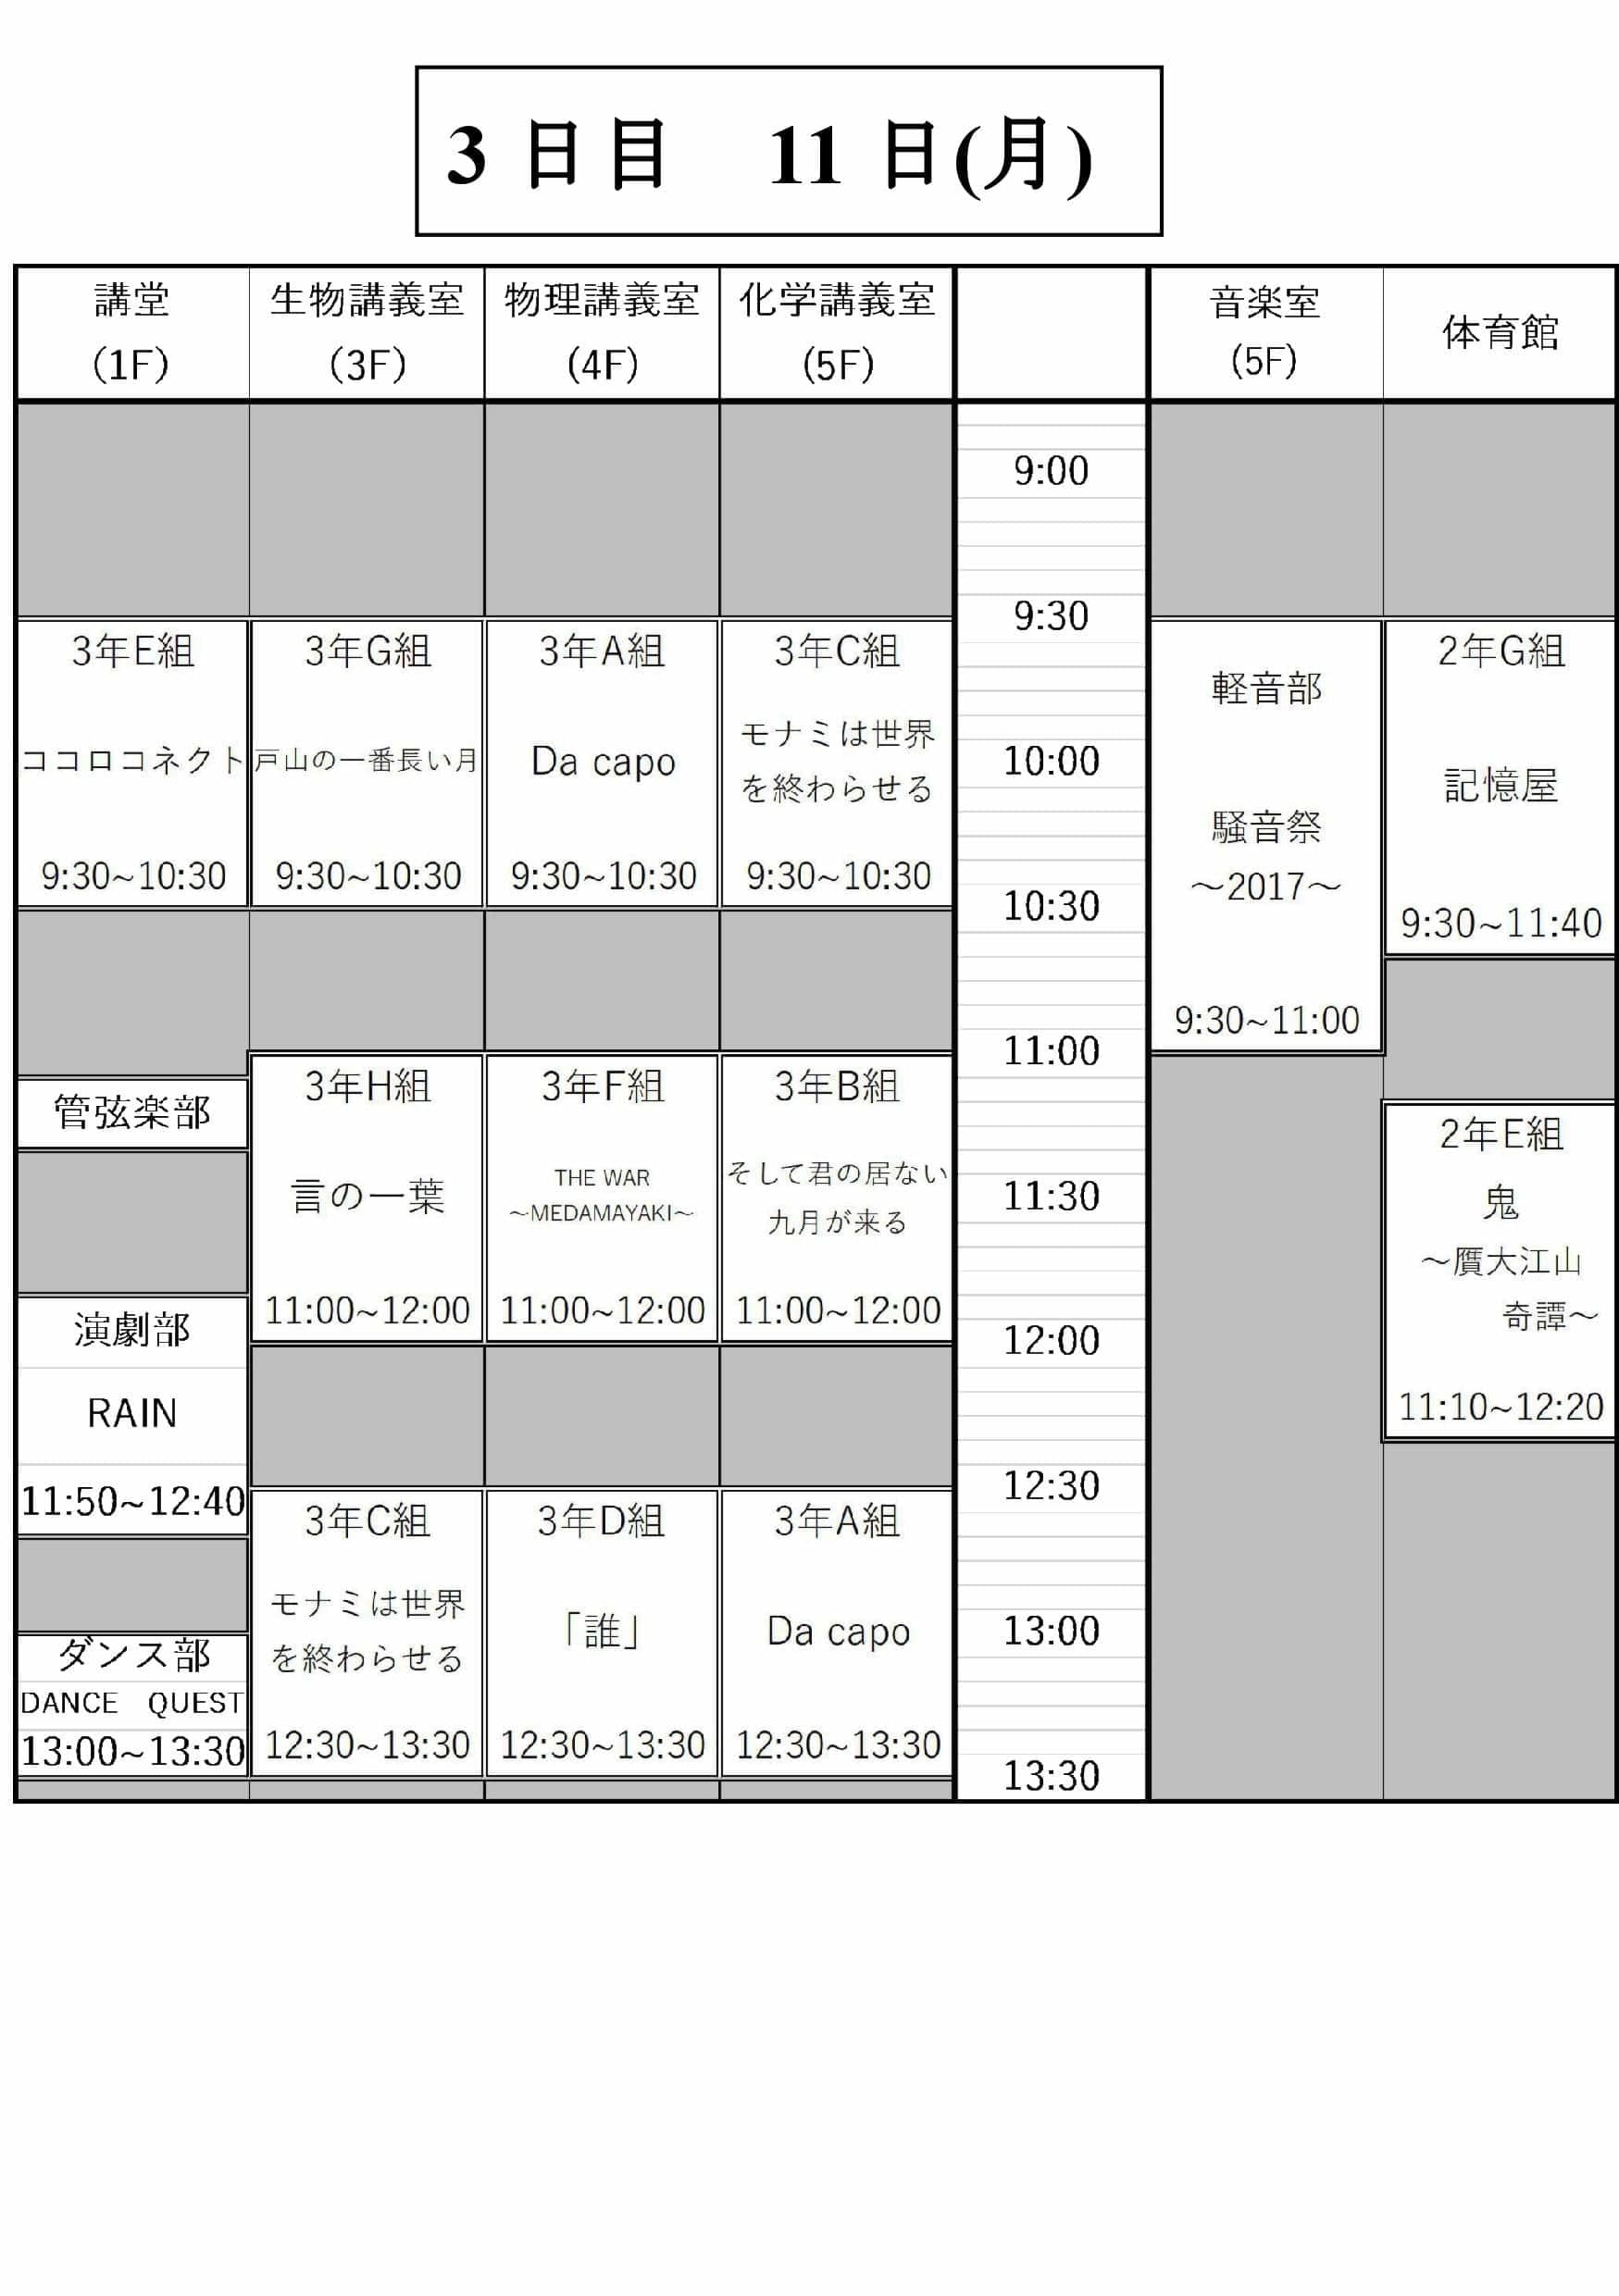 3 日目　11 日(月)
講堂
(1F)
生物講義室
(3F)
物理講義室
(4F)
化学講義室
(5F)
音楽室
(5F)
体育館
9:00
9:30
10:00
10:30
11:00
11:30
12:00
12:30
13:00
13:30
3年E組
ココロコネクト
9:30~10:30
管弦楽部
演劇部
RAIN
11:50~12:40
ダンス部
DANCE　QUEST
13:00~13:30
3年G組
戸山の一番長い月
9:30~10:30
3年H組
言の一葉
11:00~12:00
3年C組
モナミは世界
を終わらせる
12:30~13:30
3年A組
Da capo
9:30~10:30
3年F組
THE WAR
～MEDAMAYAKI～
11:00~12:00
3年D組
「誰」
12:30~13:30
3年C組
モナミは世界
を終わらせる
9:30~10:30
3年B組
そして君の居ない
九月が来る
11:00~12:00
3年A組
Da capo
12:30~13:30
軽音部
騒音祭
～2017～
9:30~11:00
2年G組
記憶屋
9:30~11:40
2年E組
鬼
～贋大江山
奇譚～
11:10~12:20